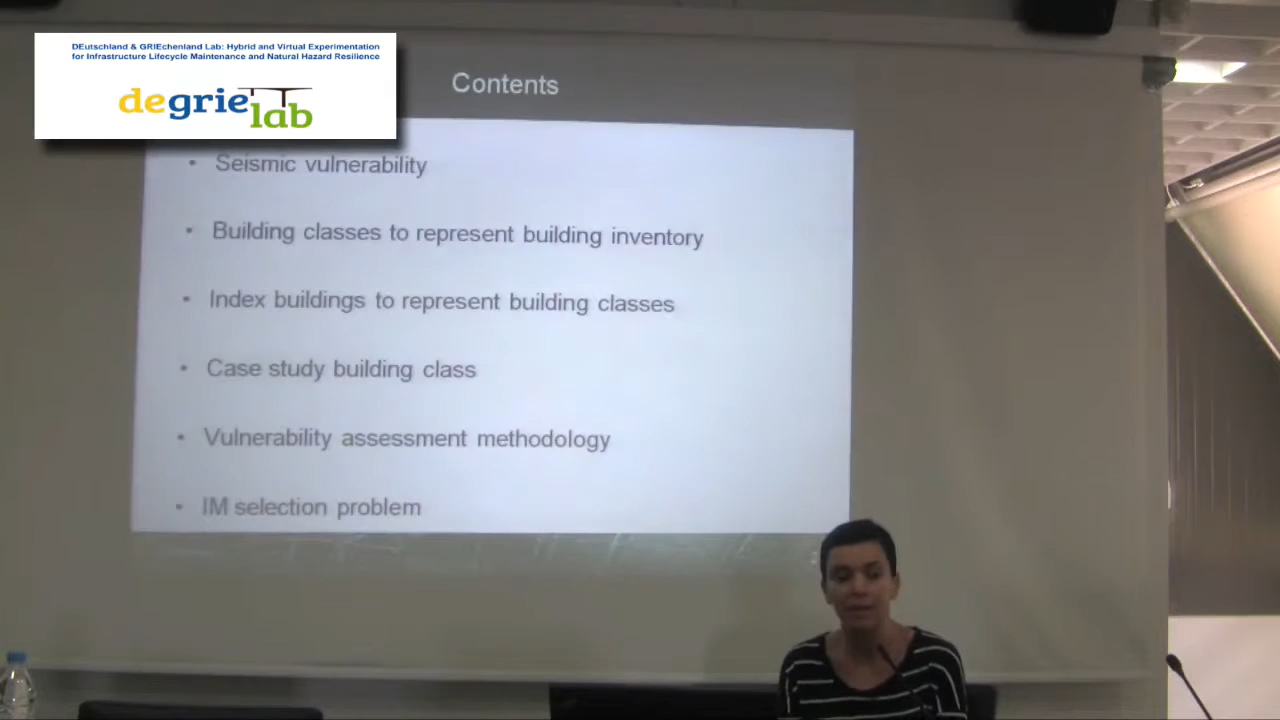 DEutschland & GRIEchenland Lab: Hybrid and Virtual Experimentation
for Infrastructure Lifecycle Maintenance and Natural Hazard Resilience
degrie
lab
Contents
• Seismic vulnerability
• Building classes to represent building inventory
• Index buildings to represent building classes
• Case study building class
• Vulnerability assessment methodology
• IM selection problem